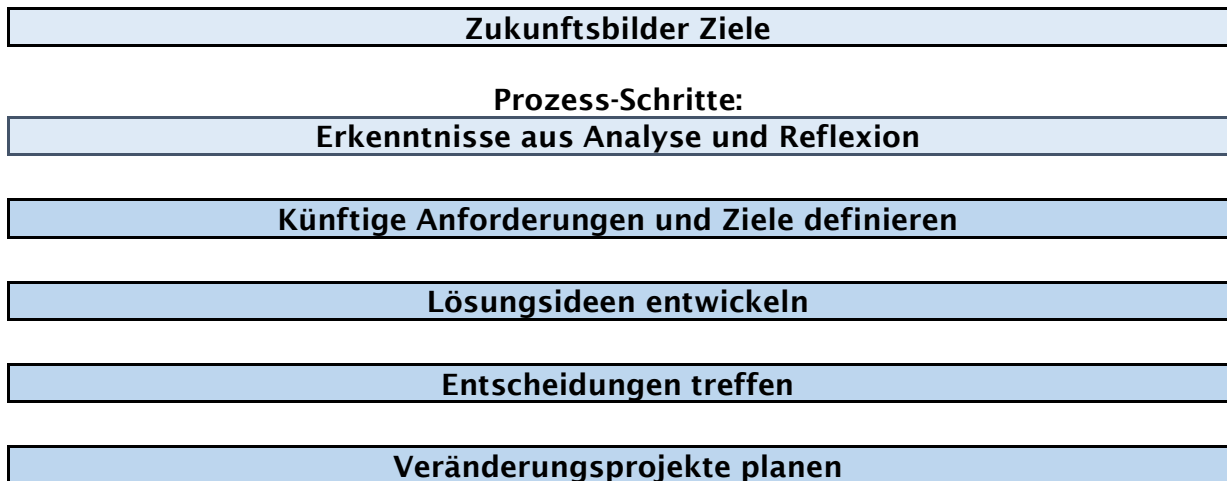 Zukunftsbilder Ziele
Prozess-Schritte:
Erkenntnisse aus Analyse und Reflexion
Künftige Anforderungen und Ziele definieren
Lösungsideen entwickeln
Entscheidungen treffen
Veränderungsprojekte planen